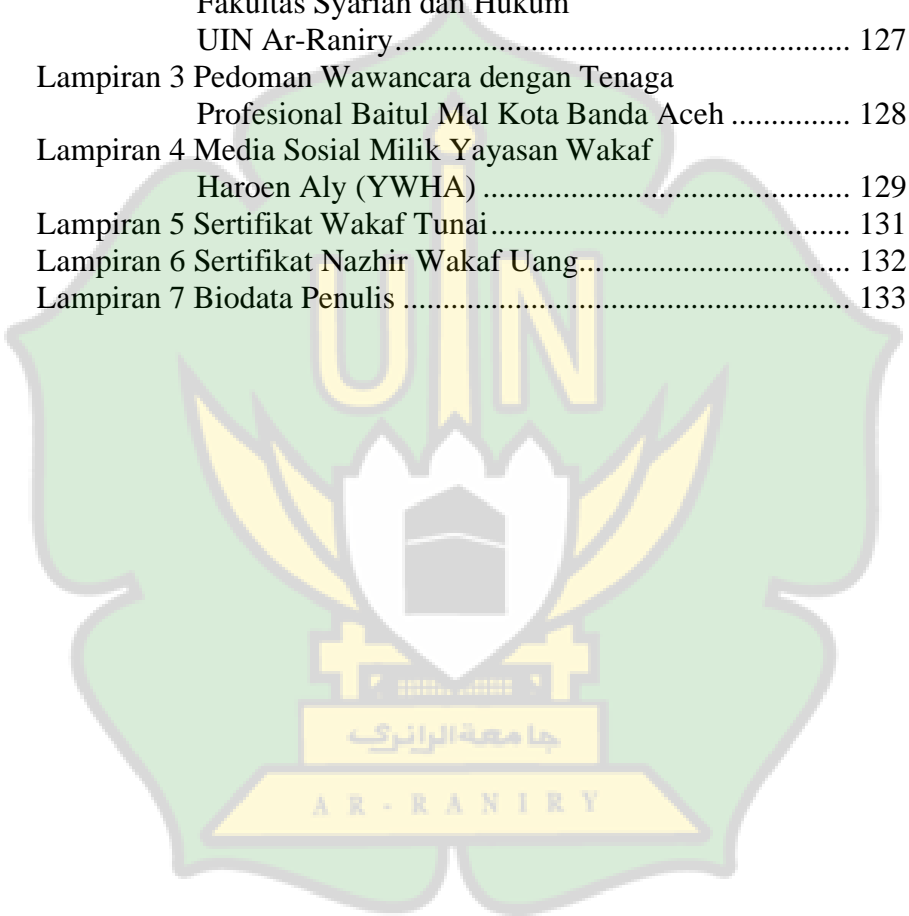 Fakultas Syariah dan Hukum
UIN Ar-Raniry.................................................... 127
Lampiran 3 Pedoman Wawancara dengan Tenaga
Profesional Baitul Mal Kota Banda Aceh ............... 128
Lampiran 4 Media Sosial Milik Yayasan Wakaf
Haroen Aly (YWHA) .......................................... 129
Lampiran 5 Sertifikat Wakaf Tunai......................................... 131
Lampiran 6 Sertifikat Nazhir Wakaf Uang............................... 132
Lampiran 7 Biodata Penulis ................................................... 133
UIN
جامعة الرانري
AR-RANIRY